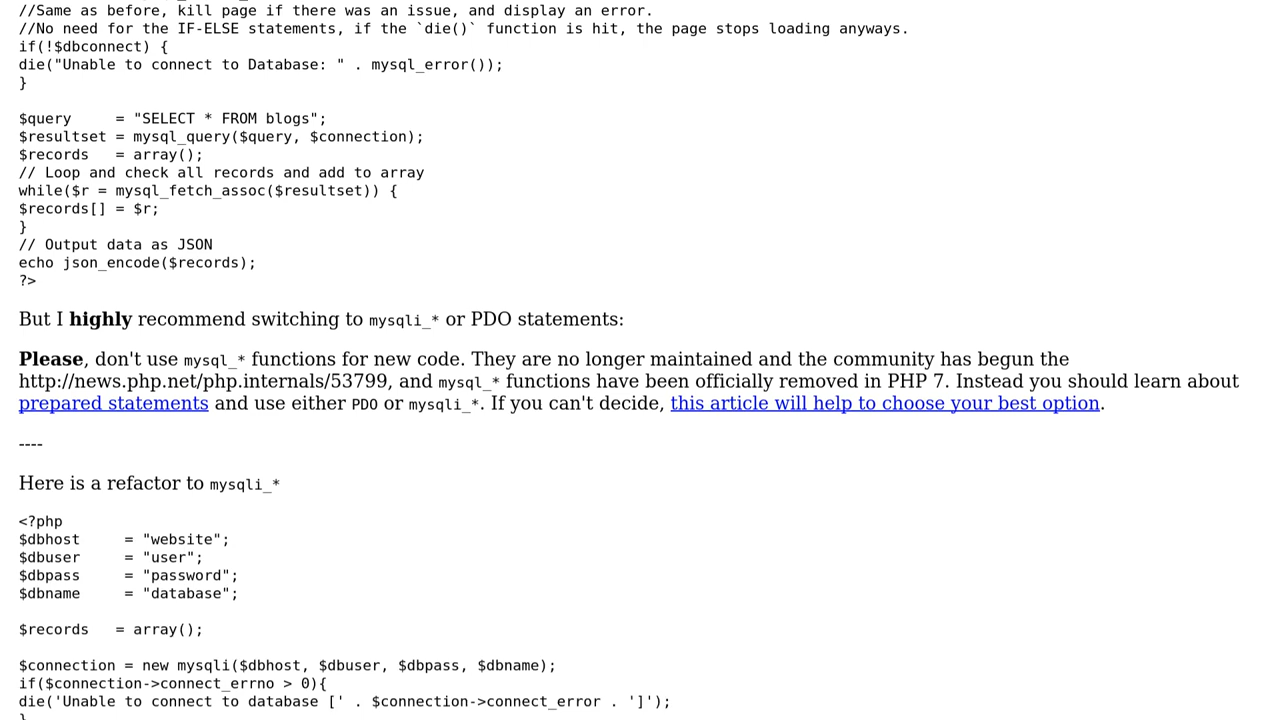 //Same as before, kill page if there was an issue, and display an error.
//No need for the IF-ELSE statements, if the `die()` function is hit, the page stops loading anyways.
if(!$dbconnect) {
die("Unable to connect to Database: " . mysql_error());
}
$query     = "SELECT * FROM blogs";
$resultset = mysql_query($query, $connection);
$records   = array();
// Loop and check all records and add to array
while($r = mysql_fetch_assoc($resultset)) {
$records[] = $r;
}
// Output data as JSON
echo json_encode($records);
?>
But I highly recommend switching to mysqli_* or PDO statements:
Please, don't use mysql_* functions for new code. They are no longer maintained and the community has begun the
http://news.php.net/php.internals/53799, and mysql_* functions have been officially removed in PHP 7. Instead you should learn about
prepared statements and use either PDO or mysqli_*. If you can't decide, this article will help to choose your best option.
----
Here is a refactor to mysqli_*
<?php
$dbhost     = "website";
$dbuser     = "user";
$dbpass     = "password";
$dbname     = "database";
$records   = array();
$connection = new mysqli($dbhost, $dbuser, $dbpass, $dbname);
if($connection->connect_errno > 0){
die('Unable to connect to database [' . $connection->connect_error . ']');
}